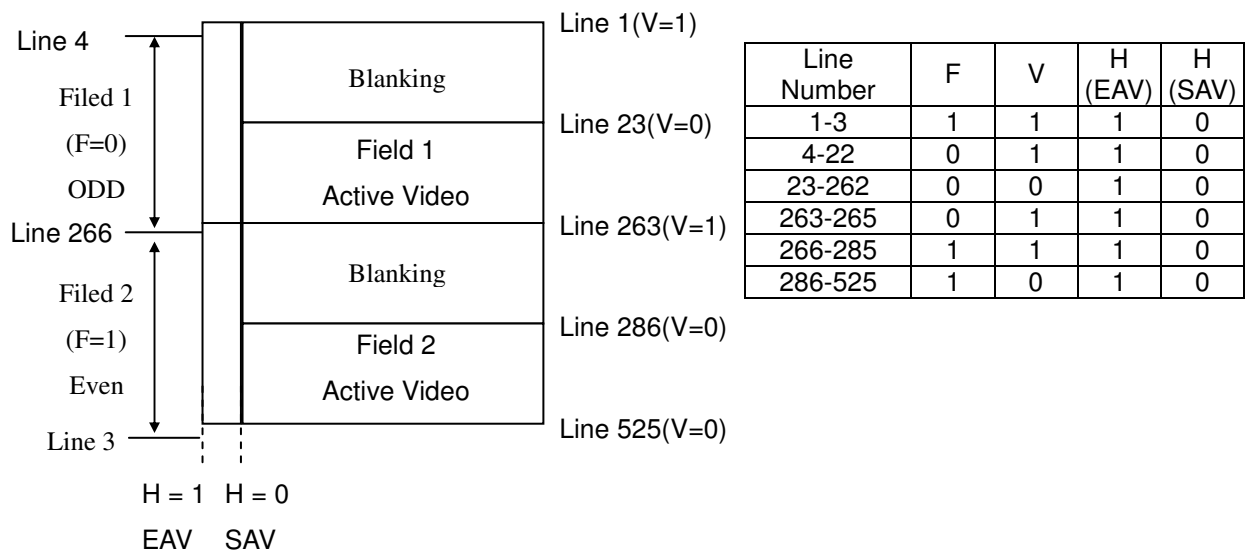 Line 4
Filed 1
(F=0)
ODD
Line 266
Filed 2
(F=1)
Even
Line 3
Blanking
Field 1
Active Video
Blanking
Field 2
Active Video
Line 1(V=1)
Line 23(V=0)
Line 263(V=1)
Line 286(V=0)
Line 525(V=0)
H = 1 H = 0
EAV SAV
Line Number F V H (EAV) H (SAV)
1-3 1 1 1 0
4-22 0 1 1 0
23-262 0 0 1 0
263-265 0 1 1 0
266-285 1 1 1 0
286-525 1 0 1 0